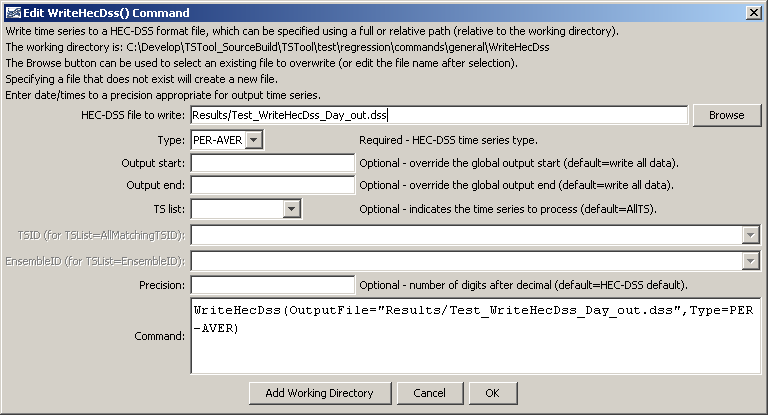 Edit WriteHecDss() Command
Write time series to a HEC-DSS format file, which can be specified using a full or relative path (relative to the working directory).
The working directory is: C:\Develop\TSTool_SourceBuild\TSTool\test\regression\commands\general\WriteHecDss
The Browse button can be used to select an existing file to overwrite (or edit the file name after selection).
Specifying a file that does not exist will create a new file.
Enter date/times to a precision appropriate for output time series.
HEC-DSS file to write: Results/Test_WriteHecDss_Day_out.dss Browse
Type: PER-AVER Required - HEC-DSS time series type.
Output start: Optional - override the global output start (default=write all data).
Output end: Optional - override the global output end (default=write all data).
TS list: Optional - indicates the time series to process (default=AllTS).
TSID (for TSList=AllMatchingTSID):
EnsembleID (for TSList=EnsembleID):
Precision: Optional - number of digits after decimal (default=HEC-DSS default).
Command: WriteHecDss(OutputFile="Results/Test_WriteHecDss_Day_out.dss",Type=PER
-AVER)
Add Working Directory Cancel OK